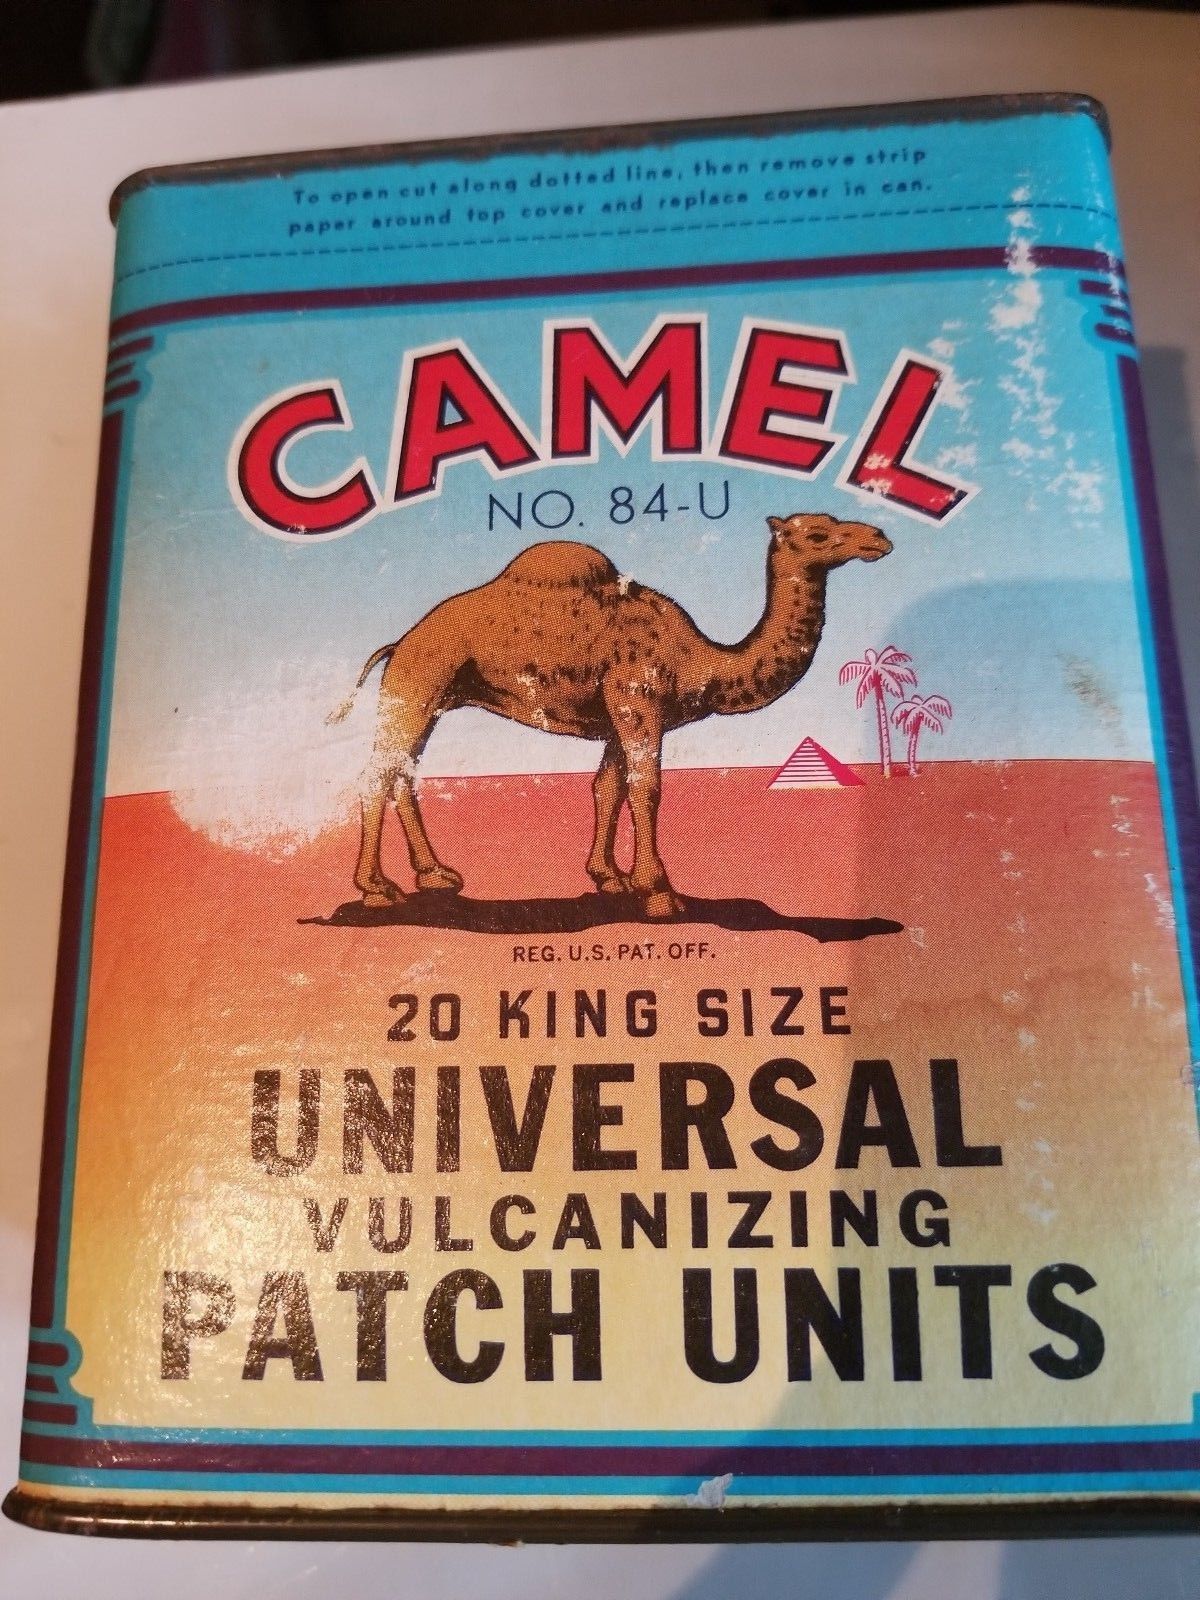 To open cut along dotted line, then remove strip
paper around top cover and replace cover in can.
CAMEL
NO. 84-U
REG. U.S. PAT. OFF.
20 KING SIZE
UNIVERSAL
VULCANIZING
PATCH UNITS